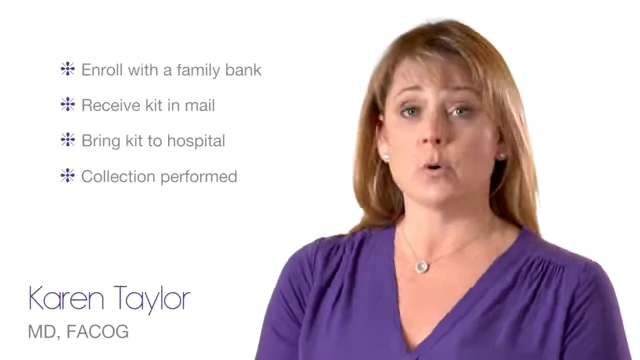 Enroll with a family bank
Receive kit in mail
Bring kit to hospital
Collection performed
Karen Taylor
MD, FACOG